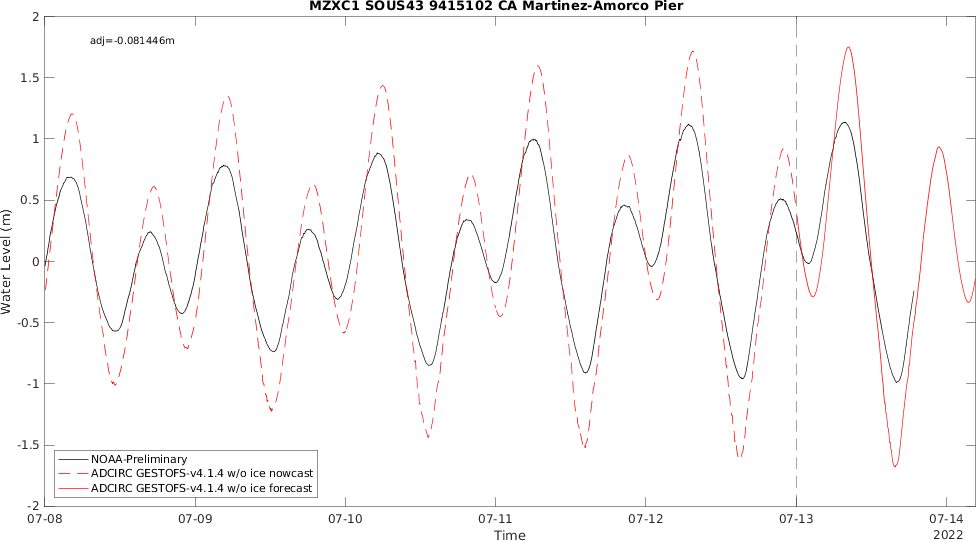 MZXC1 SOUS43 9415102 CA Martinez-Amorco Pier
2
adj=-0.081446m
1.5
1
0.5
0
-0.5
-1
-1.5
-2
Water Level (m)
NOAA-Preliminary
ADCIRC GESTOFS-v4.1.4 w/o ice nowcast
ADCIRC GESTOFS-v4.1.4 w/o ice forecast
07-08 07-09 07-10 07-11 07-12 07-13 07-14
Time 2022